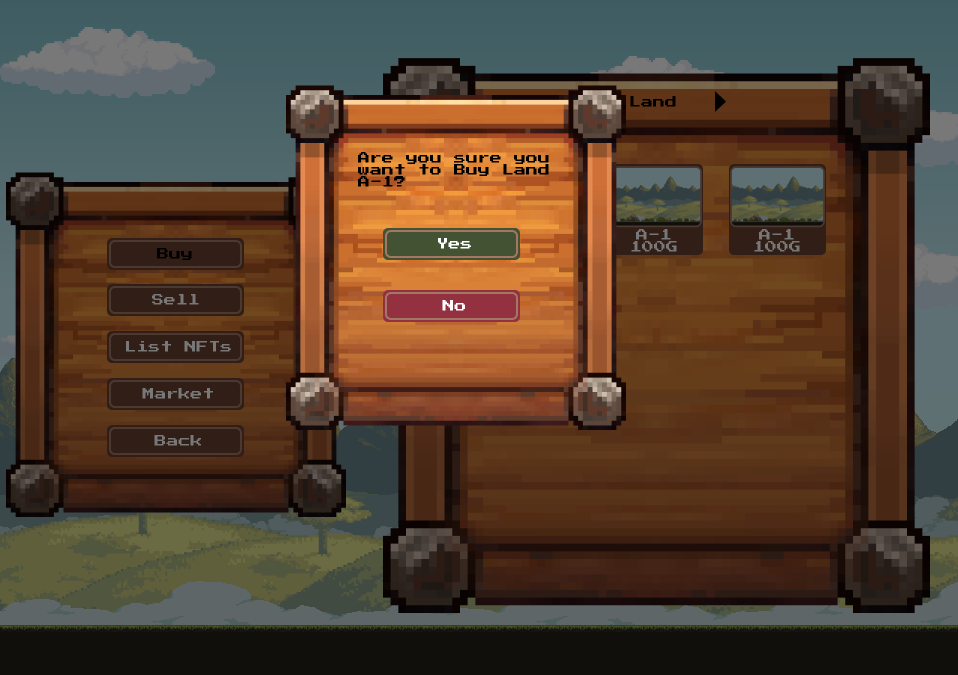 Land
Are you sure you
want to Buy Land
A-1?
Yes
No
Buy
Sell
List NFTs
Market
Back
A-1
100G
A-1
100G